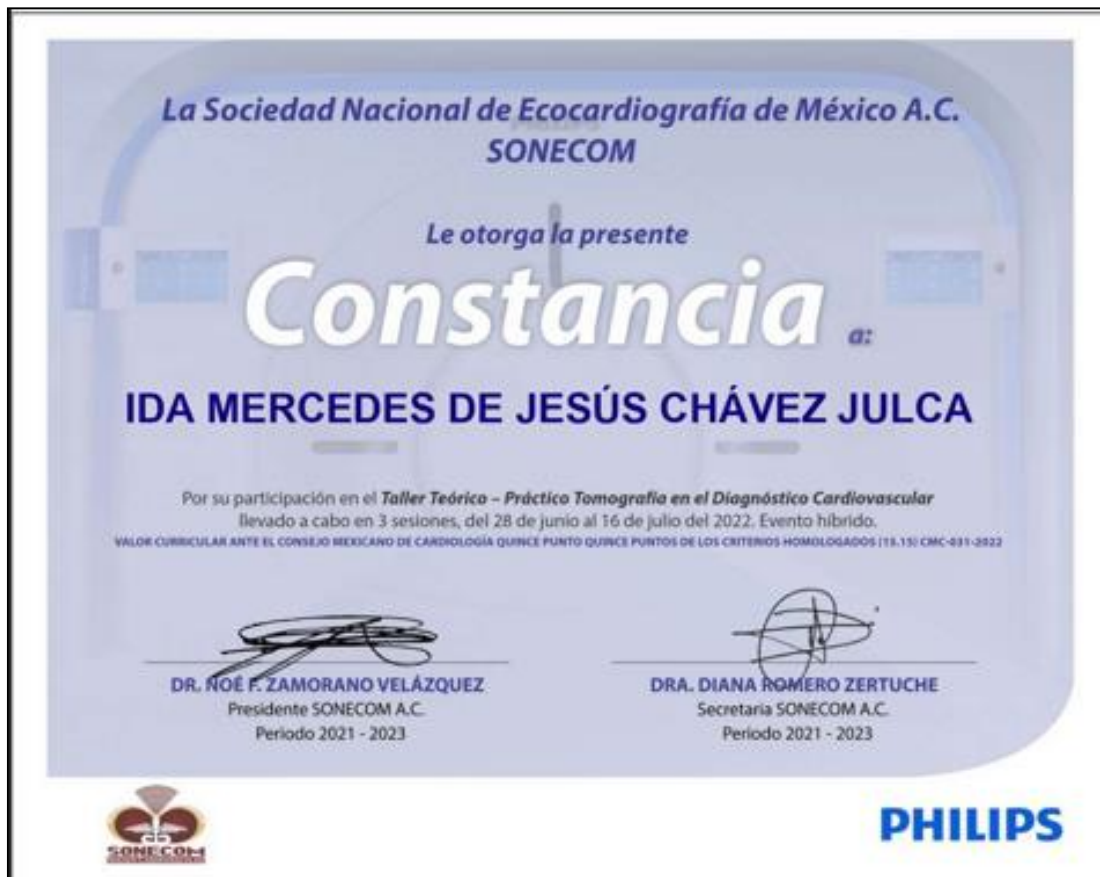 La Sociedad Nacional de Ecocardiografía de México A.C.
SONECOM
Le otorga la presente
Constancia a:
IDA MERCEDES DE JESÚS CHÁVEZ JULCA
Por su participación en el Taller Teórico – Práctico Tomografía en el Diagnóstico Cardiovascular
llevado a cabo en 3 sesiones, del 28 de junio al 16 de julio del 2022. Evento híbrido.
VALOR CURRICULAR ANTE EL CONSEJO MEXICANO DE CARDIOLOGÍA QUINCE PUNTO QUINCE PUNTOS DE LOS CRITERIOS HOMOLOGADOS (15.15) CMC-031-2022
DR. NOÉ F. ZAMORANO VELÁZQUEZ
Presidente SONECOM A.C.
Periodo 2021 - 2023
DRA. DIANA ROMERO ZERTUCHE
Secretaria SONECOM A.C.
Periodo 2021 - 2023
SONECOM
PHILIPS